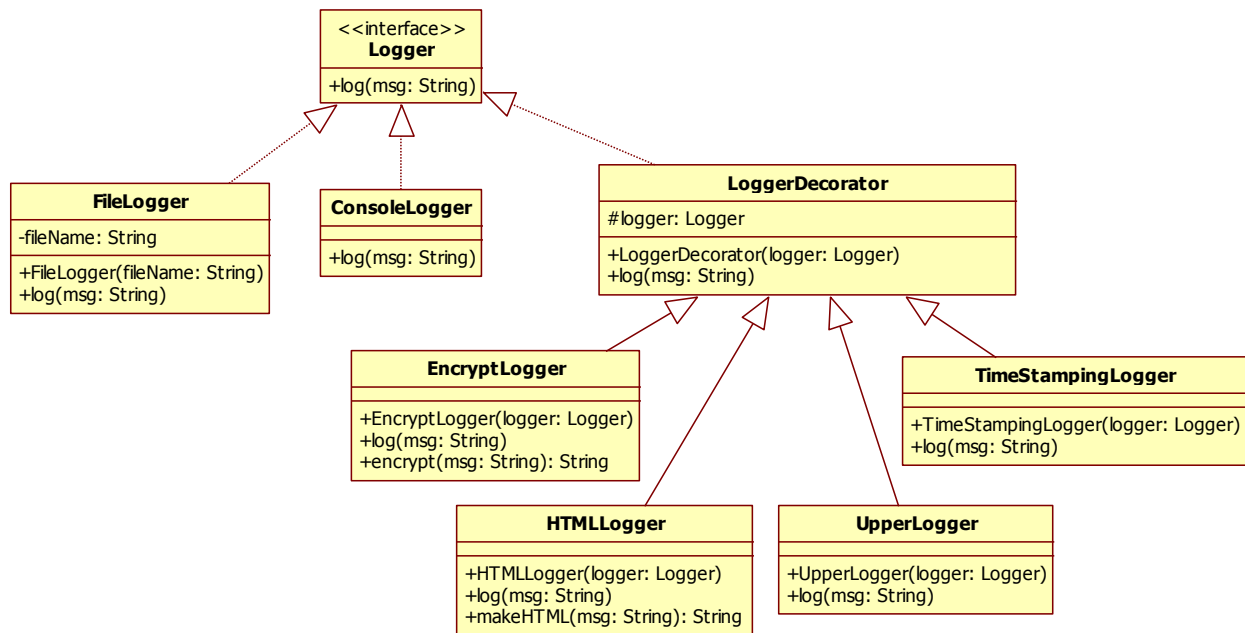 <<interface>>
Logger
+log(msg: String)
FileLogger
-fileName: String
+FileLogger(fileName: String)
+log(msg: String)
ConsoleLogger
+log(msg: String)
LoggerDecorator
#logger: Logger
+LoggerDecorator(logger: Logger)
+log(msg: String)
EncryptLogger
+EncryptLogger(logger: Logger)
+log(msg: String)
+encrypt(msg: String): String
TimeStampingLogger
+TimeStampingLogger(logger: Logger)
+log(msg: String)
HTMLLogger
+HTMLLogger(logger: Logger)
+log(msg: String)
+makeHTML(msg: String): String
UpperLogger
+UpperLogger(logger: Logger)
+log(msg: String)